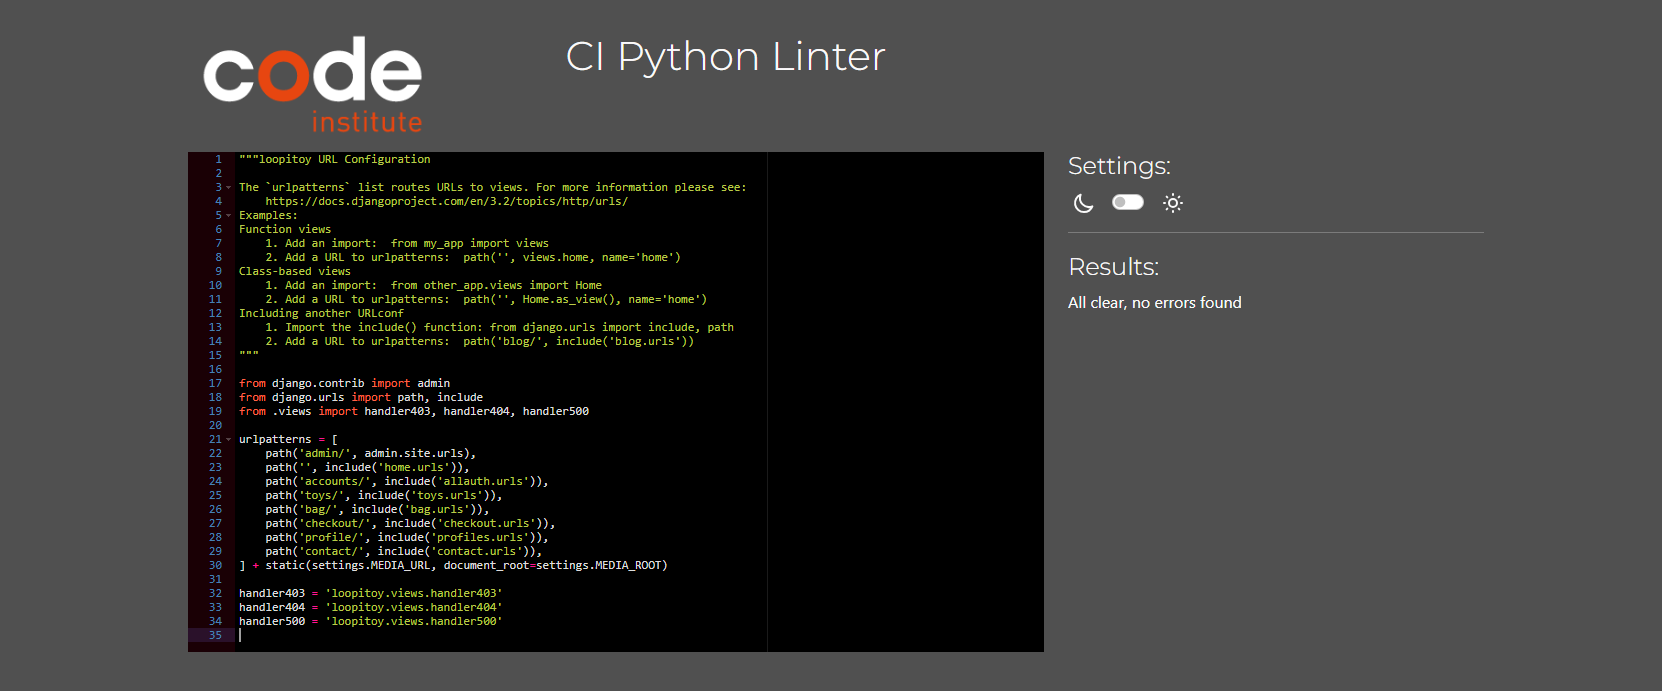 code
institute
CI Python Linter
1 """loopitoy URL Configuration
2
3 The `urlpatterns` list routes URLs to views. For more information please see:
4     https://docs.djangoproject.com/en/3.2/topics/http/urls/
5 Examples:
6 Function views
7     1. Add an import:  from my_app import views
8     2. Add a URL to urlpatterns:  path('', views.home, name='home')
9 Class-based views
10     1. Add an import:  from other_app.views import Home
11     2. Add a URL to urlpatterns:  path('', Home.as_view(), name='home')
12 Including another URLconf
13     1. Import the include() function: from django.urls import include, path
14     2. Add a URL to urlpatterns:  path('blog/', include('blog.urls'))
15 """
16
17 from django.contrib import admin
18 from django.urls import path, include
19 from .views import handler403, handler404, handler500
20
21 urlpatterns = [
22     path('admin/', admin.site.urls),
23     path('', include('home.urls')),
24     path('accounts/', include('allauth.urls')),
25     path('toys/', include('toys.urls')),
26     path('bag/', include('bag.urls')),
27     path('checkout/', include('checkout.urls')),
28     path('profile/', include('profiles.urls')),
29     path('contact/', include('contact.urls')),
30 ] + static(settings.MEDIA_URL, document_root=settings.MEDIA_ROOT)
31
32 handler403 = 'loopitoy.views.handler403'
33 handler404 = 'loopitoy.views.handler404'
34 handler500 = 'loopitoy.views.handler500'
35
Settings:
Results:
All clear, no errors found